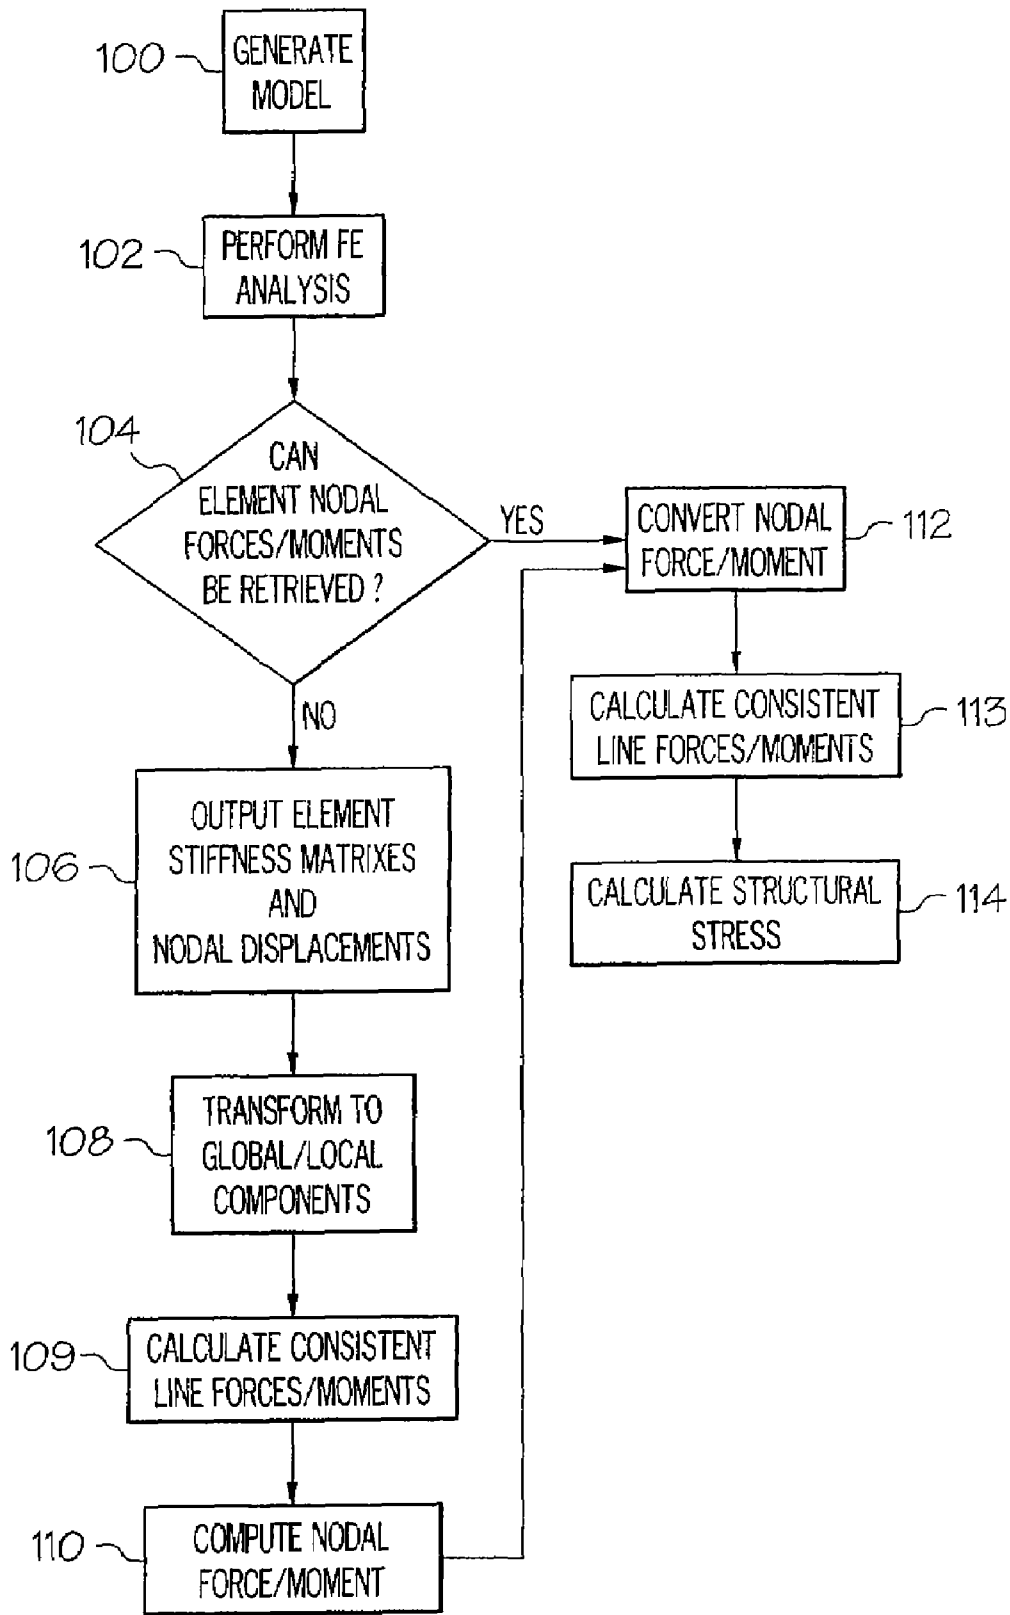 100
GENERATE
MODEL
102
PERFORM FE
ANALYSIS
104
CAN
ELEMENT NODAL
FORCES/MOMENTS
BE RETRIEVED ?
YES
NO
CONVERT NODAL
FORCE/MOMENT
112
CALCULATE CONSISTENT
LINE FORCES/MOMENTS
113
CALCULATE STRUCTURAL
STRESS
114
106
OUTPUT ELEMENT
STIFFNESS MATRIXES
AND
NODAL DISPLACEMENTS
108
TRANSFORM TO
GLOBAL/LOCAL
COMPONENTS
109
CALCULATE CONSISTENT
LINE FORCES/MOMENTS
110
COMPUTE NODAL
FORCE/MOMENT